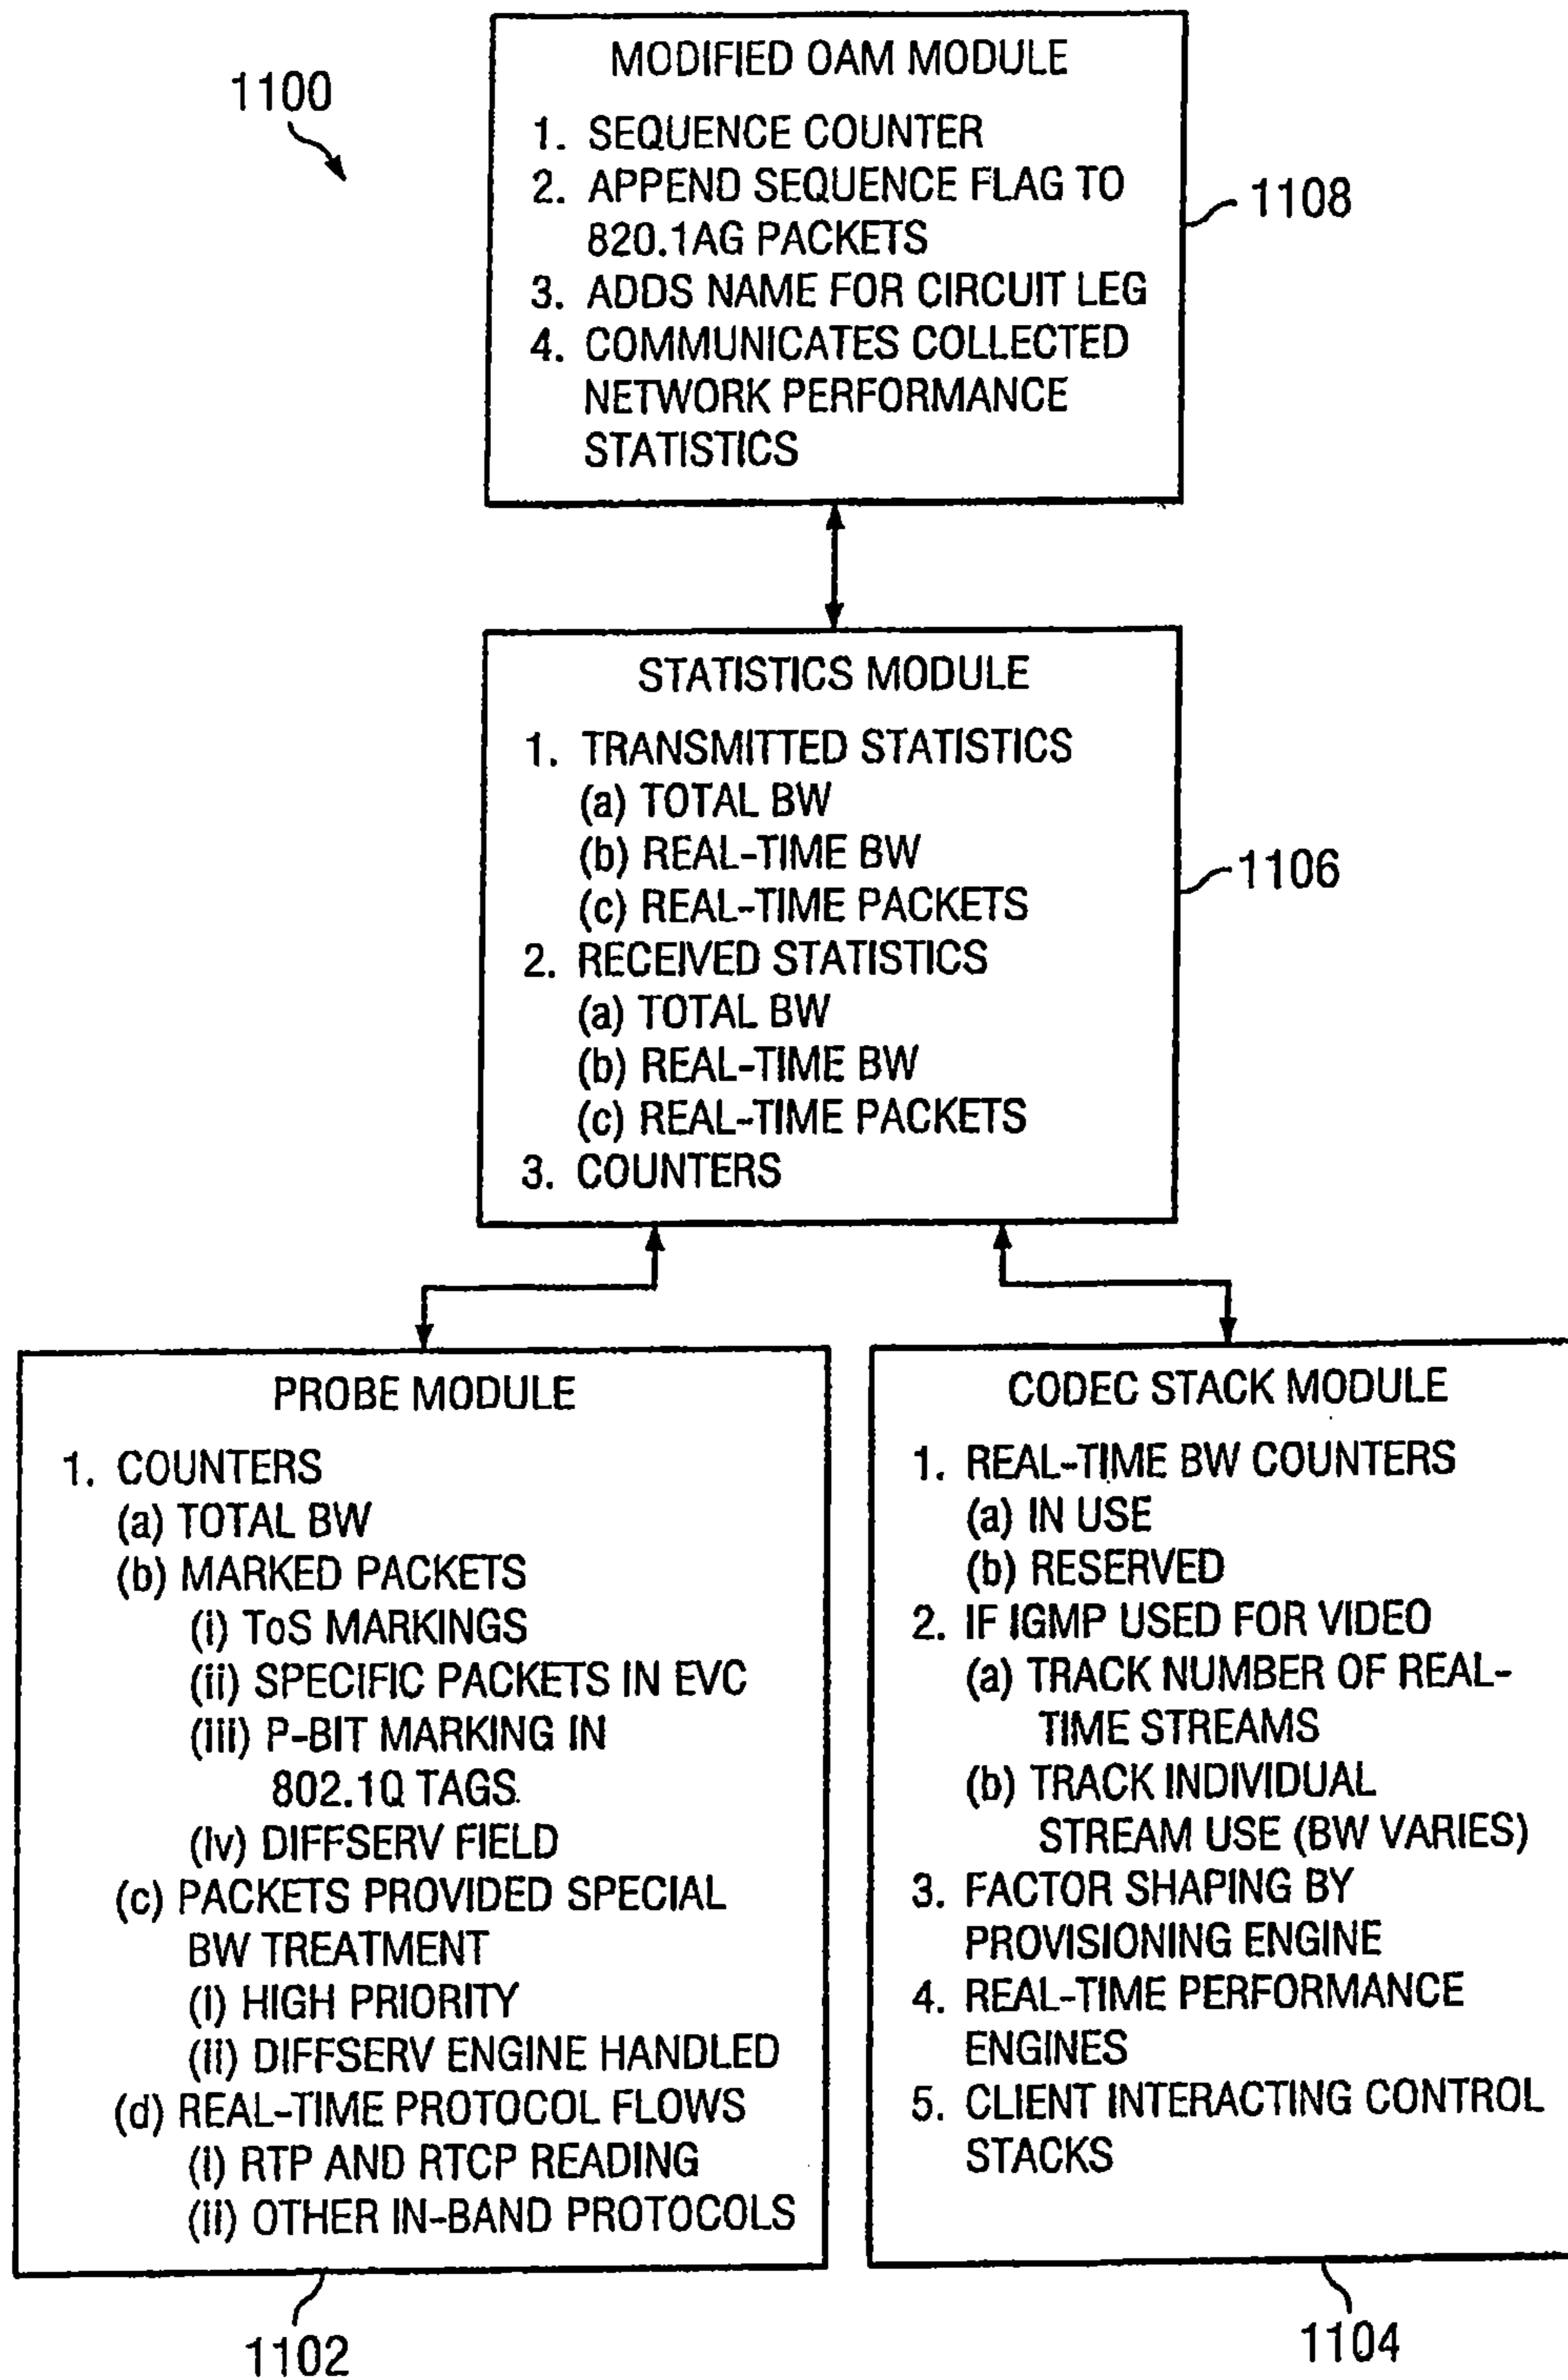 1100
MODIFIED OAM MODULE
1. SEQUENCE COUNTER
2. APPEND SEQUENCE FLAG TO
820.1AG PACKETS
3. ADDS NAME FOR CIRCUIT LEG
4. COMMUNICATES COLLECTED
NETWORK PERFORMANCE
STATISTICS
1108
STATISTICS MODULE
1. TRANSMITTED STATISTICS
(a) TOTAL BW
(b) REAL-TIME BW
(c) REAL-TIME PACKETS
2. RECEIVED STATISTICS
(a) TOTAL BW
(b) REAL-TIME BW
(c) REAL-TIME PACKETS
3. COUNTERS
1106
PROBE MODULE
1. COUNTERS
(a) TOTAL BW
(b) MARKED PACKETS
(i) ToS MARKINGS
(ii) SPECIFIC PACKETS IN EVC
(iii) P-BIT MARKING IN
802.1Q TAGS
(iv) DIFFSERV FIELD
(c) PACKETS PROVIDED SPECIAL
BW TREATMENT
(i) HIGH PRIORITY
(ii) DIFFSERV ENGINE HANDLED
(d) REAL-TIME PROTOCOL FLOWS
(i) RTP AND RTCP READING
(ii) OTHER IN-BAND PROTOCOLS
1102
CODEC STACK MODULE
1. REAL-TIME BW COUNTERS
(a) IN USE
(b) RESERVED
2. IF IGMP USED FOR VIDEO
(a) TRACK NUMBER OF REAL-
TIME STREAMS
(b) TRACK INDIVIDUAL
STREAM USE (BW VARIES)
3. FACTOR SHAPING BY
PROVISIONING ENGINE
4. REAL-TIME PERFORMANCE
ENGINES
5. CLIENT INTERACTING CONTROL
STACKS
1104